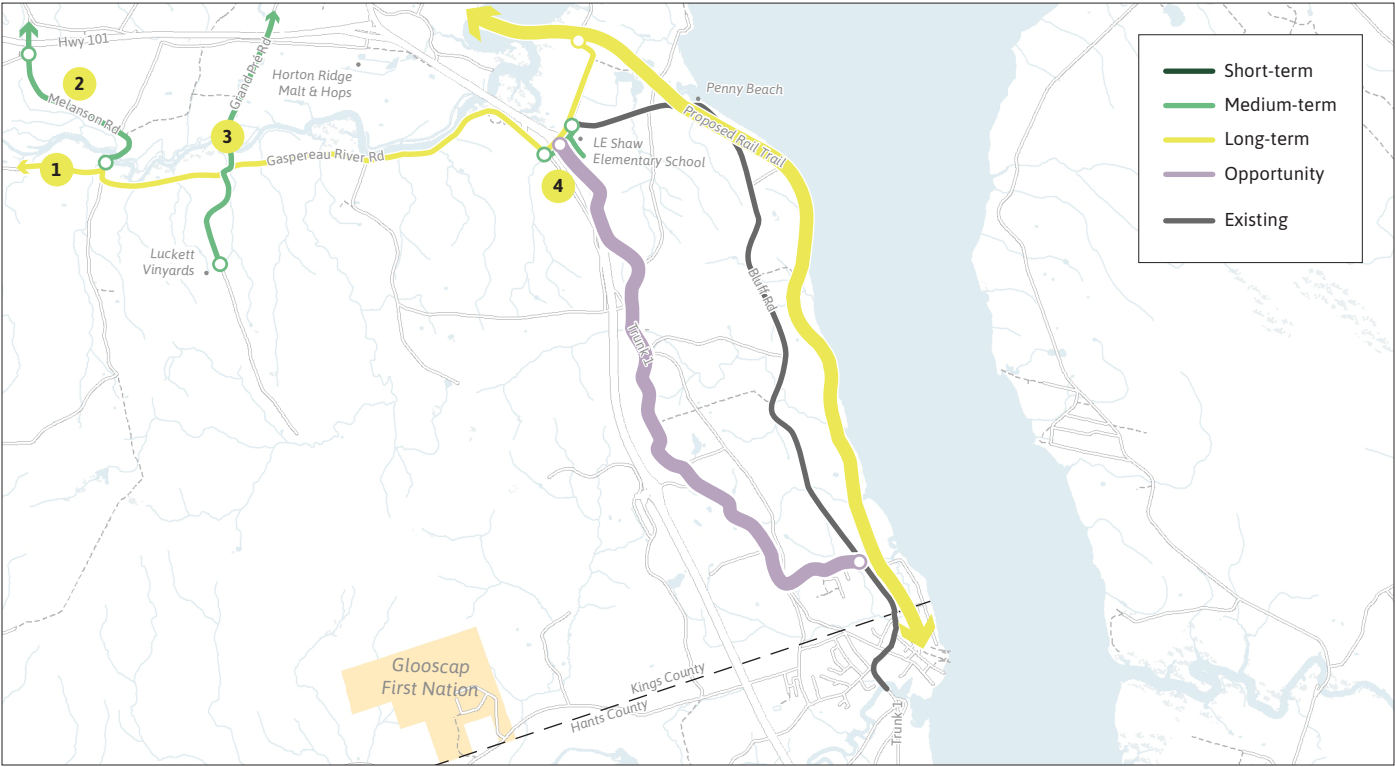 Hwy 101
2
Melanson Rd
1
Grand Pré Rd
3
Horton Ridge
Malt & Hops
Gaspereau River Rd
Luckett
Vinyards
4
LE Shaw
Elementary School
Penny Beach
Proposed Rail Trail
Bluff Rd
Trunk 1
Glooscap
First Nation
Kings County
Hants County
Trunk 1
Short-term
Medium-term
Long-term
Opportunity
Existing